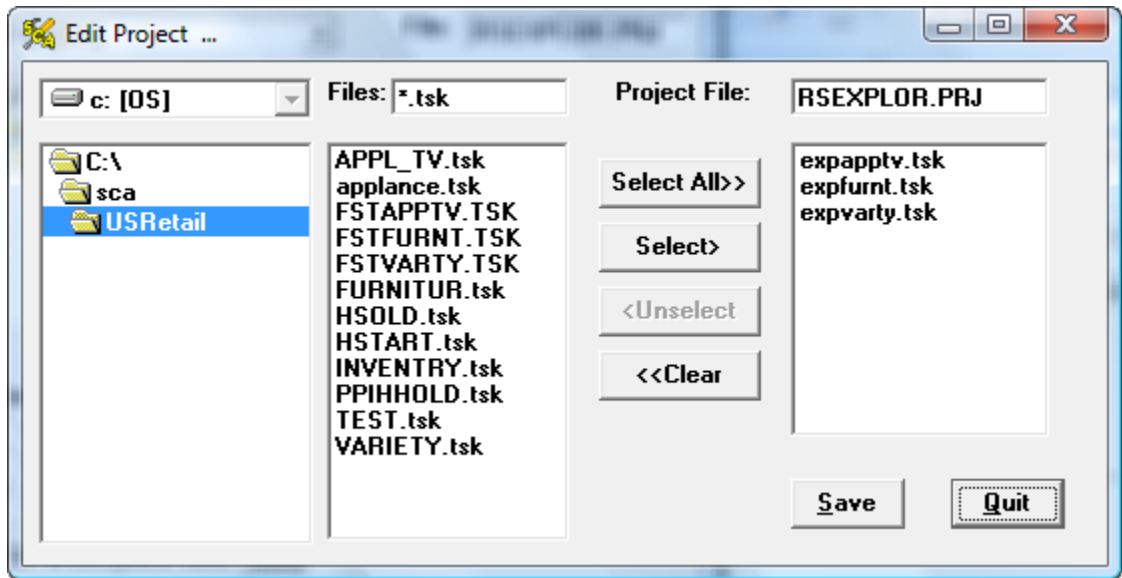 Edit Project ...
c: [OS]
Files:
*.tsk
Project File:
RSEXPLOR.PRJ
C:\
sca
USRetail
APPL_TV.tsk
applance.tsk
FSTAPPTV.TSK
FSTFURNT.TSK
FSTVARTY.TSK
FURNITUR.tsk
HSOLD.tsk
HSTART.tsk
INVENTRY.tsk
PPIHHOLD.tsk
TEST.tsk
VARIETY.tsk
Select All>>
Select>
<Unselect
<<Clear
expapptv.tsk
expfurnt.tsk
expvarty.tsk
Save
Quit